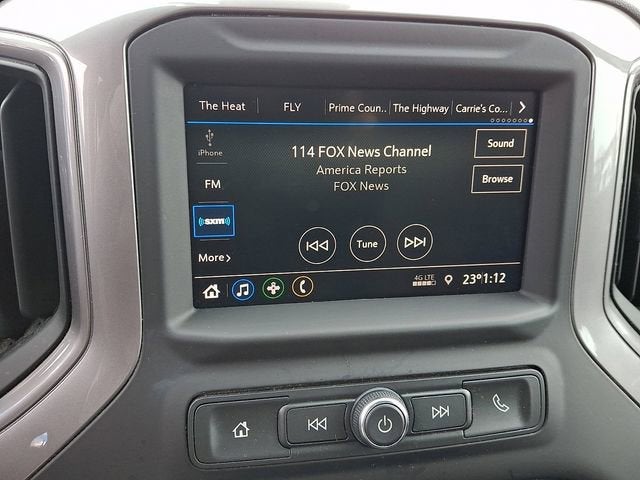 The Heat FLY Prime Coun.. The Highway Carrie's Co...
iPhone
FM
((sxm))
More
114 FOX News Channel
America Reports
FOX News
Sound
Browse
Tune
4G LTE
23° 1:12